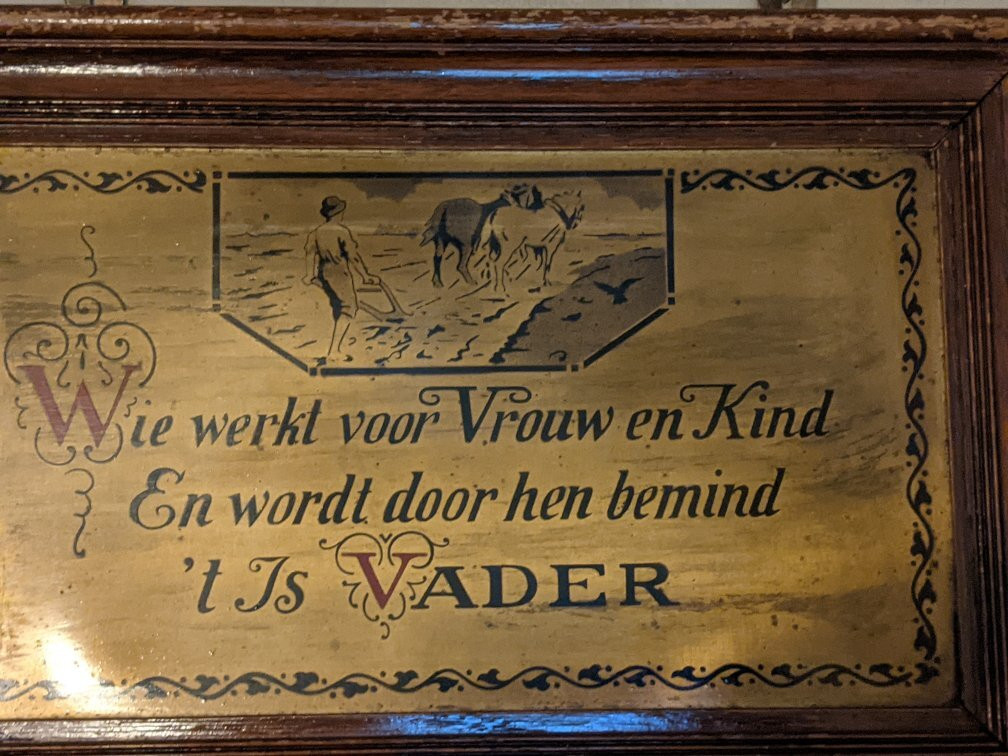 Wie werkt voor Vrouw en Kind
En wordt door hen bemind
't Is VADER